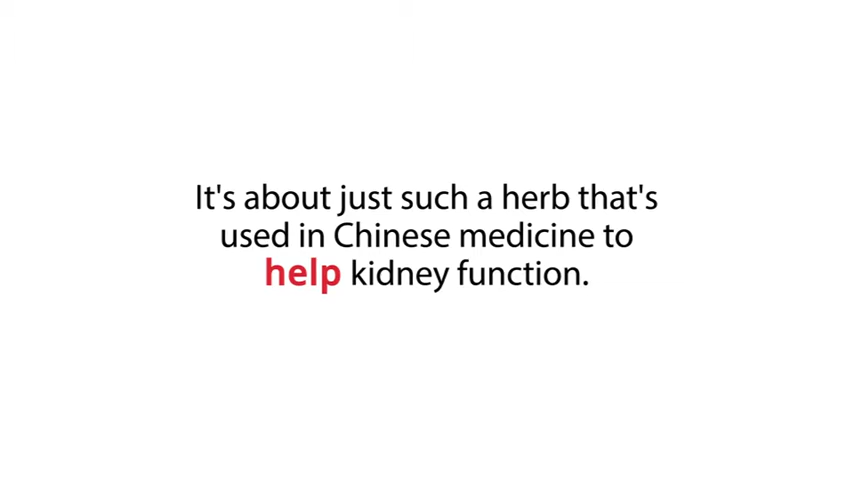 It's about just such a herb that's
used in Chinese medicine to
help kidney function.